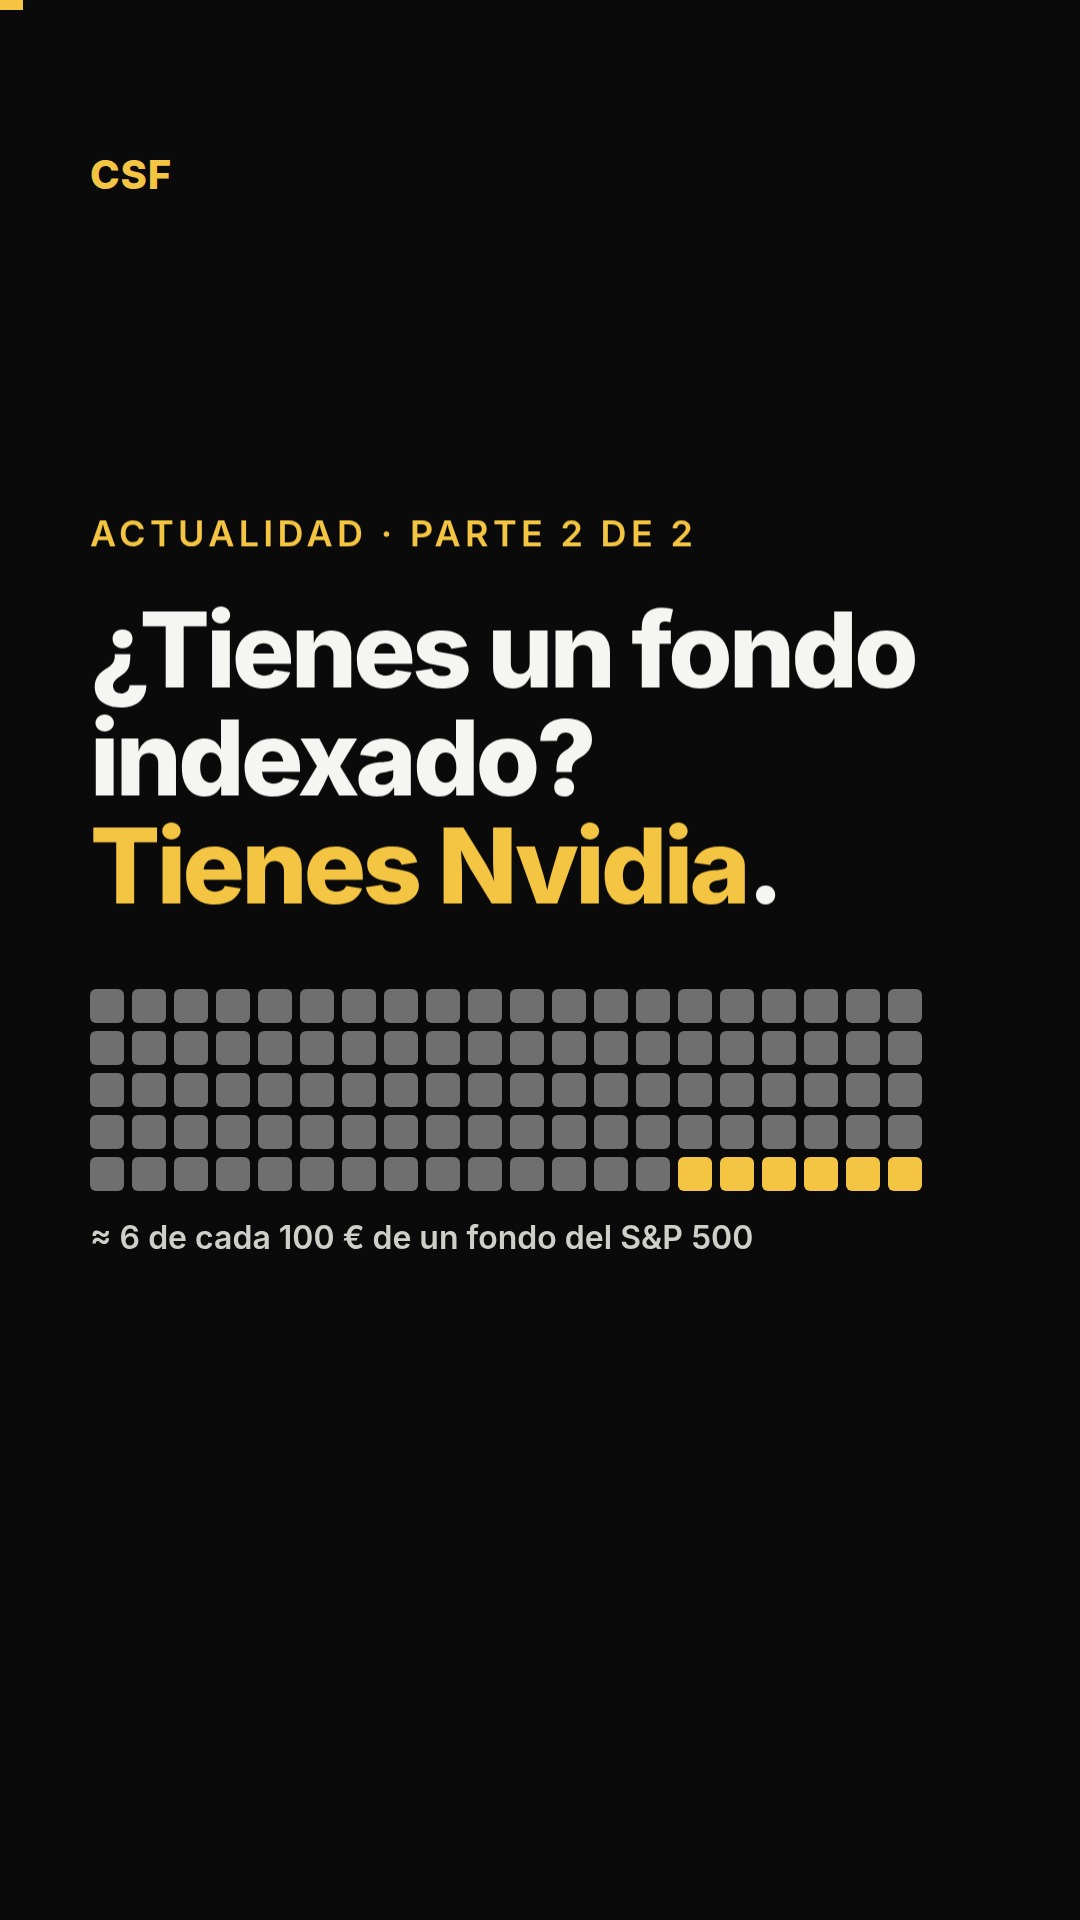 CSF
ACTUALIDAD · PARTE 2 DE 2
¿Tienes un fondo
indexado?
Tienes Nvidia.
≈ 6 de cada 100 € de un fondo del S&P 500